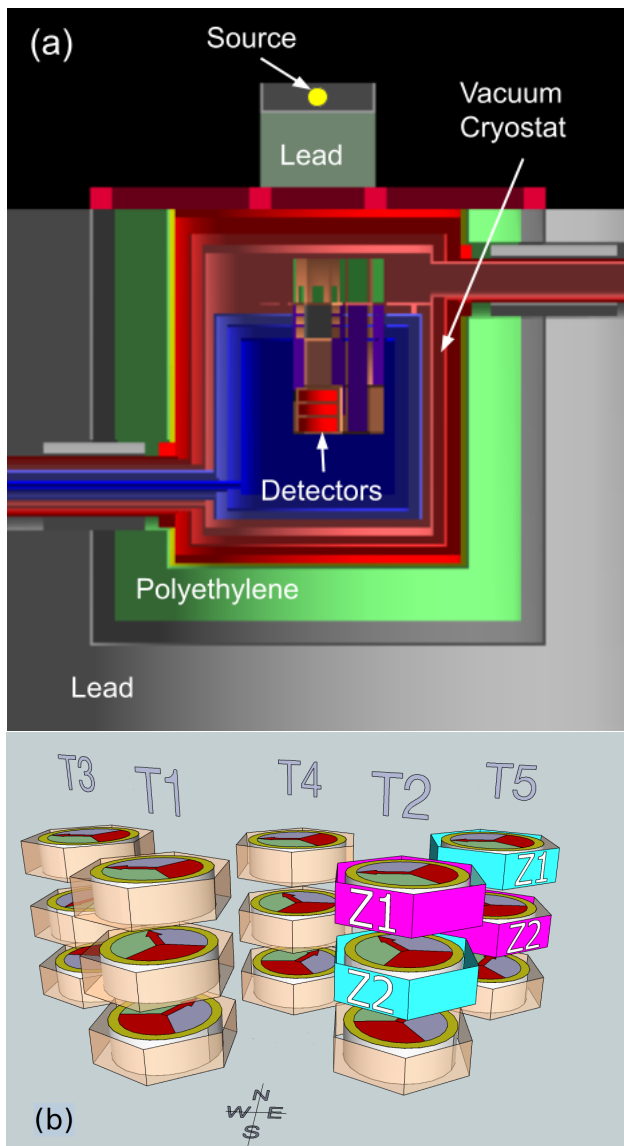 (a)
Source
Vacuum
Cryostat
Lead
Detectors
Polyethylene
Lead
T3 T1 T4 T2 T5
Z1
Z1
Z2
Z2
N
W E
S
(b)